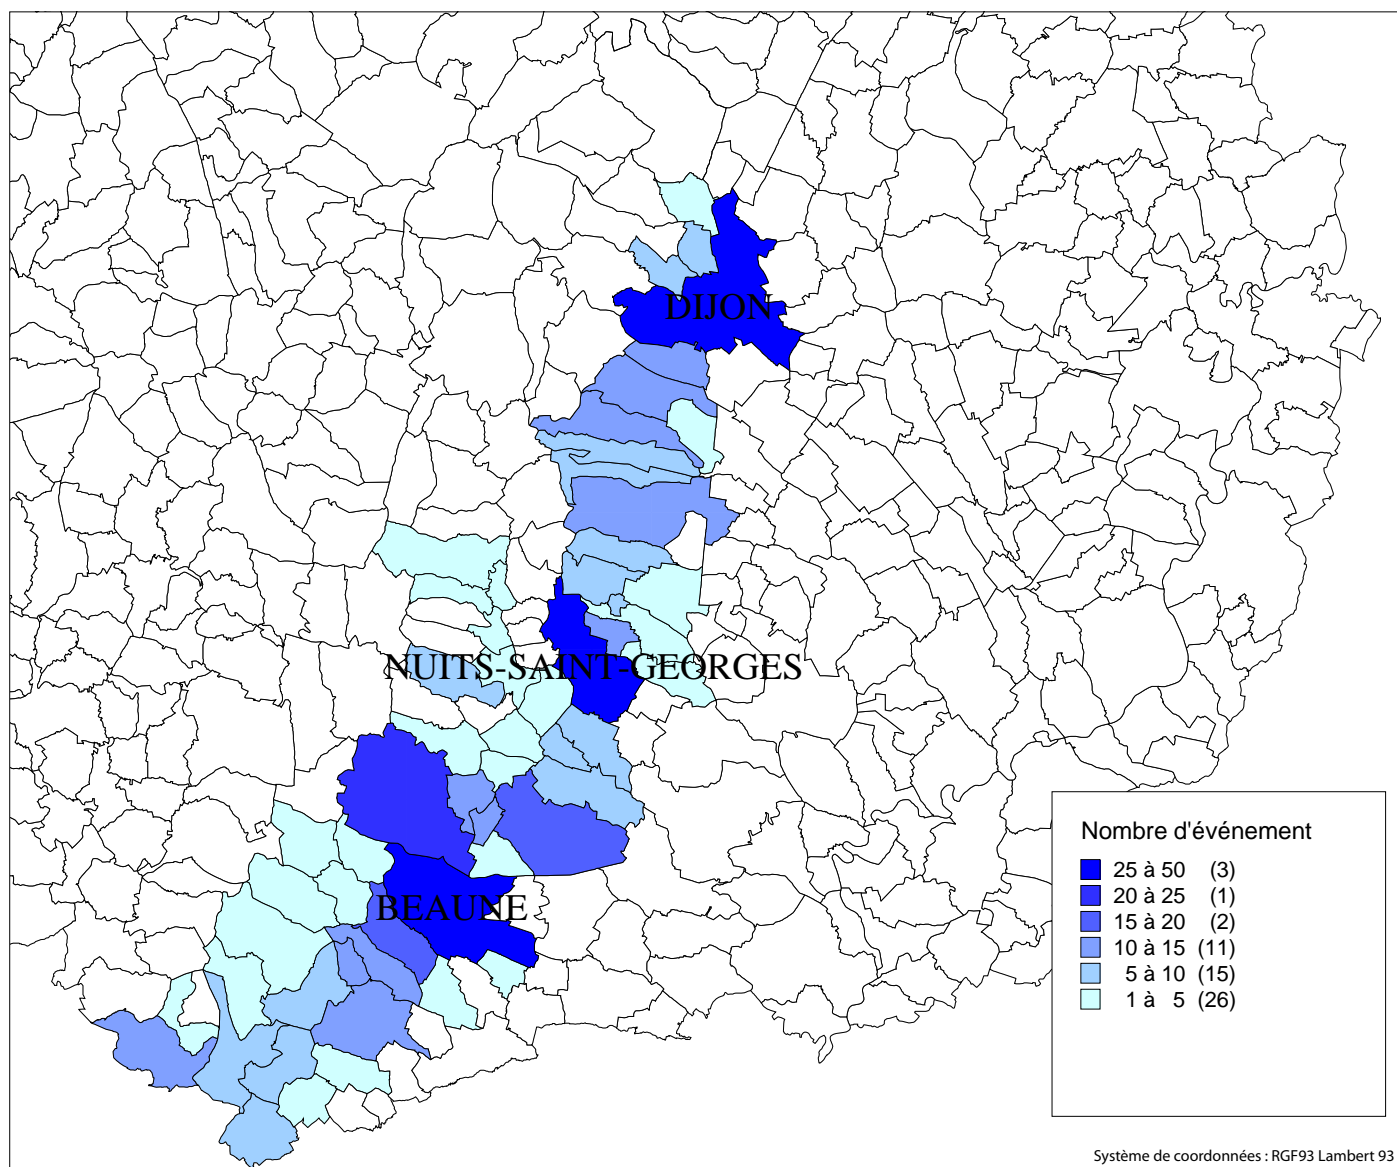 DIJON
NUITS-SAINT-GEORGES
BEAUNE
Nombre d'événement
25 à 50 (3)
20 à 25 (1)
15 à 20 (2)
10 à 15 (11)
5 à 10 (15)
1 à 5 (26)
Système de coordonnées : RGF93 Lambert 93